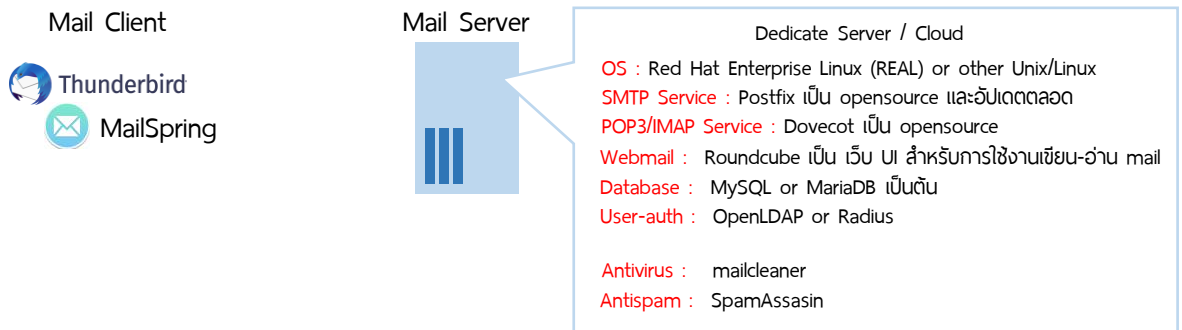 Mail Client
Mail Server
Thunderbird
MailSpring
Dedicate Server / Cloud
OS : Red Hat Enterprise Linux (REAL) or other Unix/Linux
SMTP Service : Postfix เป็น opensource และอัปเดตตลอด
POP3/IMAP Service : Dovecot เป็น opensource
Webmail : Roundcube เป็น เว็บ UI สำหรับการใช้งานเขียน-อ่าน mail
Database : MySQL or MariaDB เป็นต้น
User-auth : OpenLDAP or Radius
Antivirus : mailcleaner
Antispam : SpamAssasin